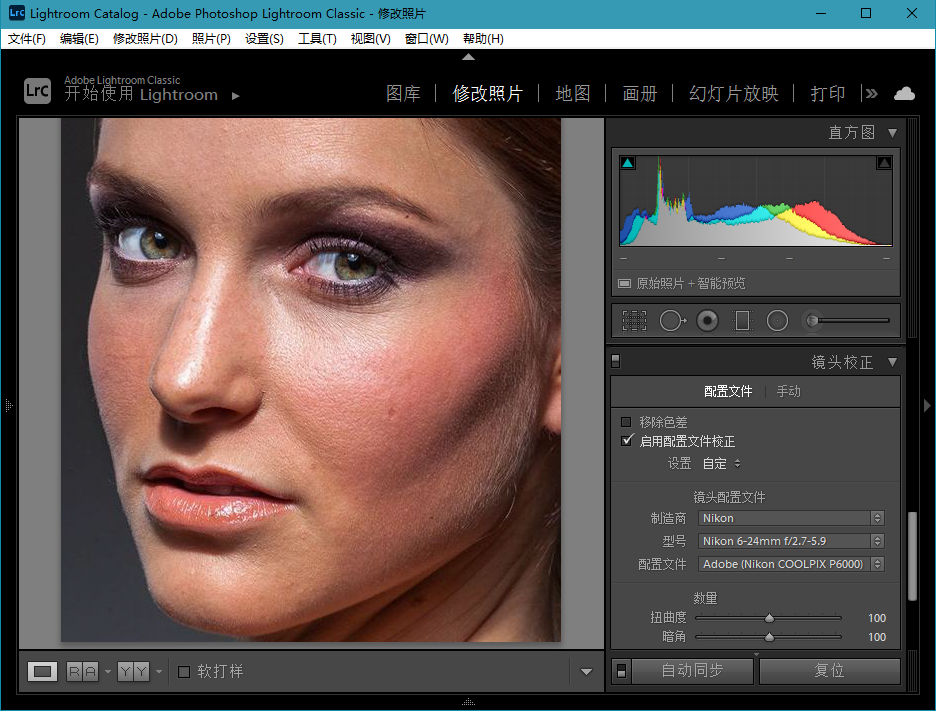 LrC Lightroom Catalog - Adobe Photoshop Lightroom Classic - 修改照片
文件(F) 编辑(E) 修改照片(D) 照片(P) 设置(S) 工具(T) 视图(V) 窗口(W) 帮助(H)
LrC
Adobe Lightroom Classic
开始使用 Lightroom
图库 修改照片 地图 画册 幻灯片放映 打印
直方图
原始照片 + 智能预览
镜头校正
配置文件 手动
移除色差
启用配置文件校正
设置 自定
镜头配置文件
制造商 Nikon
型号 Nikon 6-24mm f/2.7-5.9
配置文件 Adobe (Nikon COOLPIX P6000)
数量
扭曲度 100
暗角 100
R A Y Y 软打样
自动同步 复位